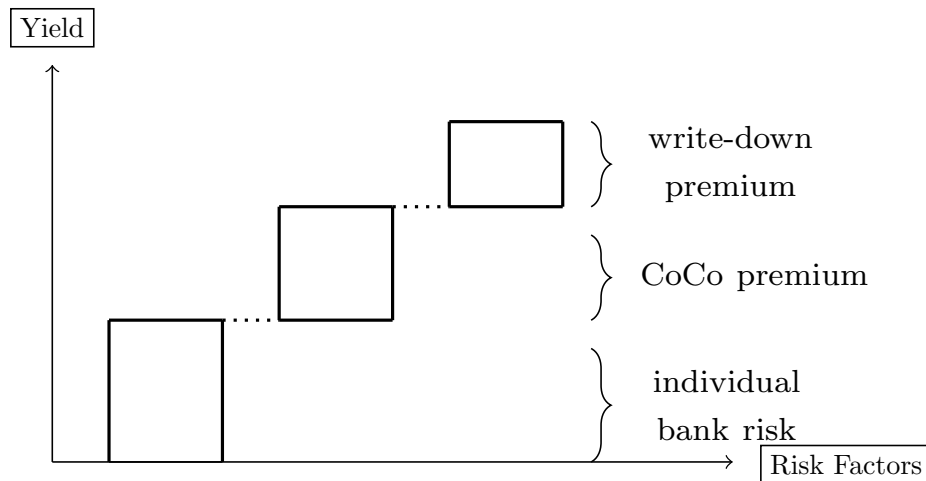 Yield
write-down
premium
CoCo premium
individual
bank risk
Risk Factors